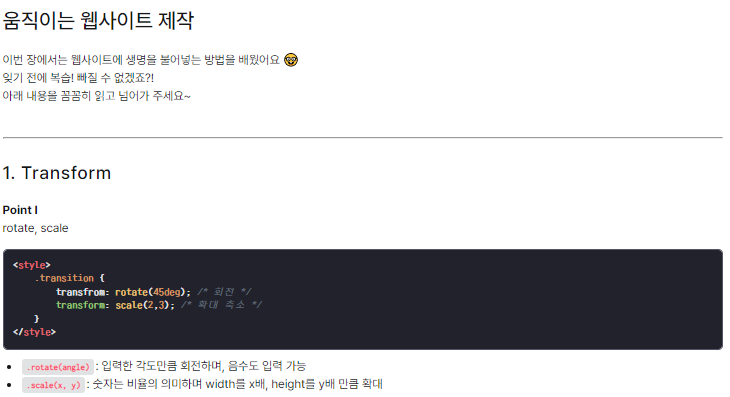 움직이는 웹사이트 제작
이번 장에서는 웹사이트에 생명을 불어넣는 방법을 배웠어요 🤓
잊기 전에 복습! 빠질 수 없겠죠?!
아래 내용을 꼼꼼히 읽고 넘어가 주세요~
1. Transform
Point I
rotate, scale
<style>
.transition {
transfrom: rotate(45deg); /* 회전 */
transform: scale(2,3); /* 확대 축소 */
}
</style>
.rotate(angle) : 입력한 각도만큼 회전하며, 음수도 입력 가능
.scale(x, y) : 숫자는 비율의 의미하며 width를 x배, height를 y배 만큼 확대